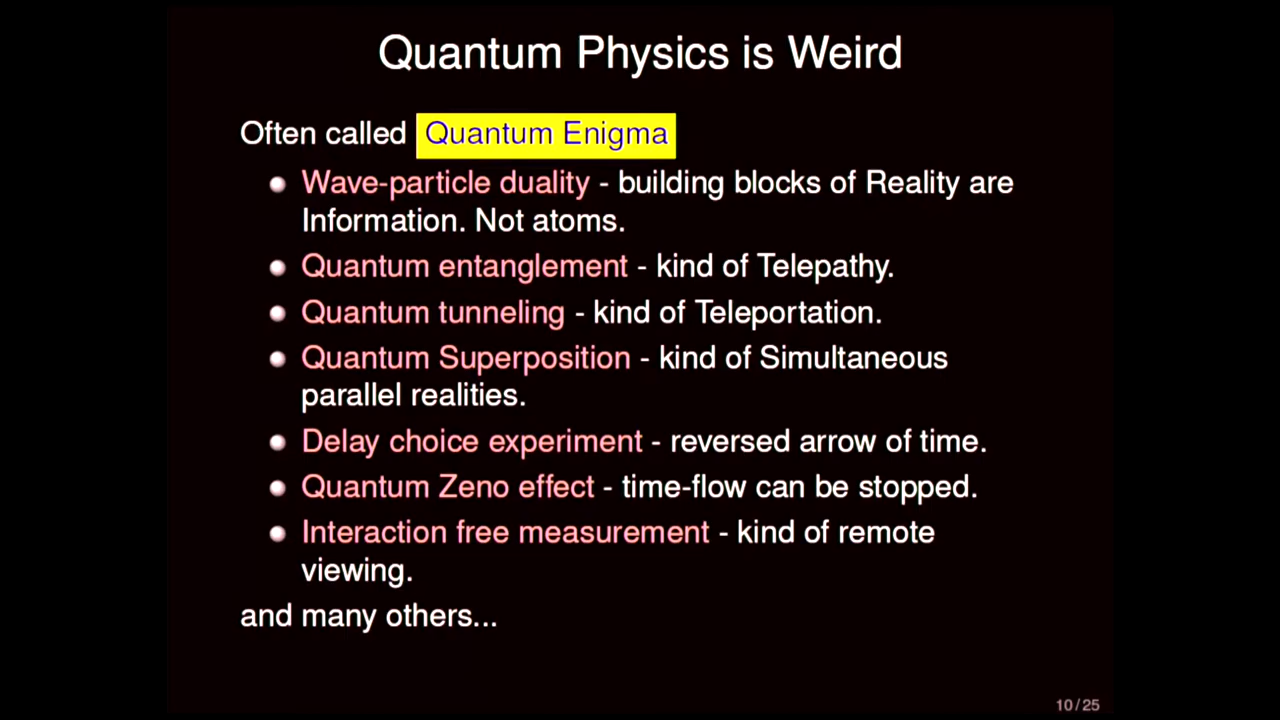 Quantum Physics is Weird
Often called Quantum Enigma
Wave-particle duality - building blocks of Reality are
Information. Not atoms.
Quantum entanglement - kind of Telepathy.
Quantum tunneling - kind of Teleportation.
Quantum Superposition - kind of Simultaneous
parallel realities.
Delay choice experiment - reversed arrow of time.
Quantum Zeno effect - time-flow can be stopped.
Interaction free measurement - kind of remote
viewing.
and many others...
10/25